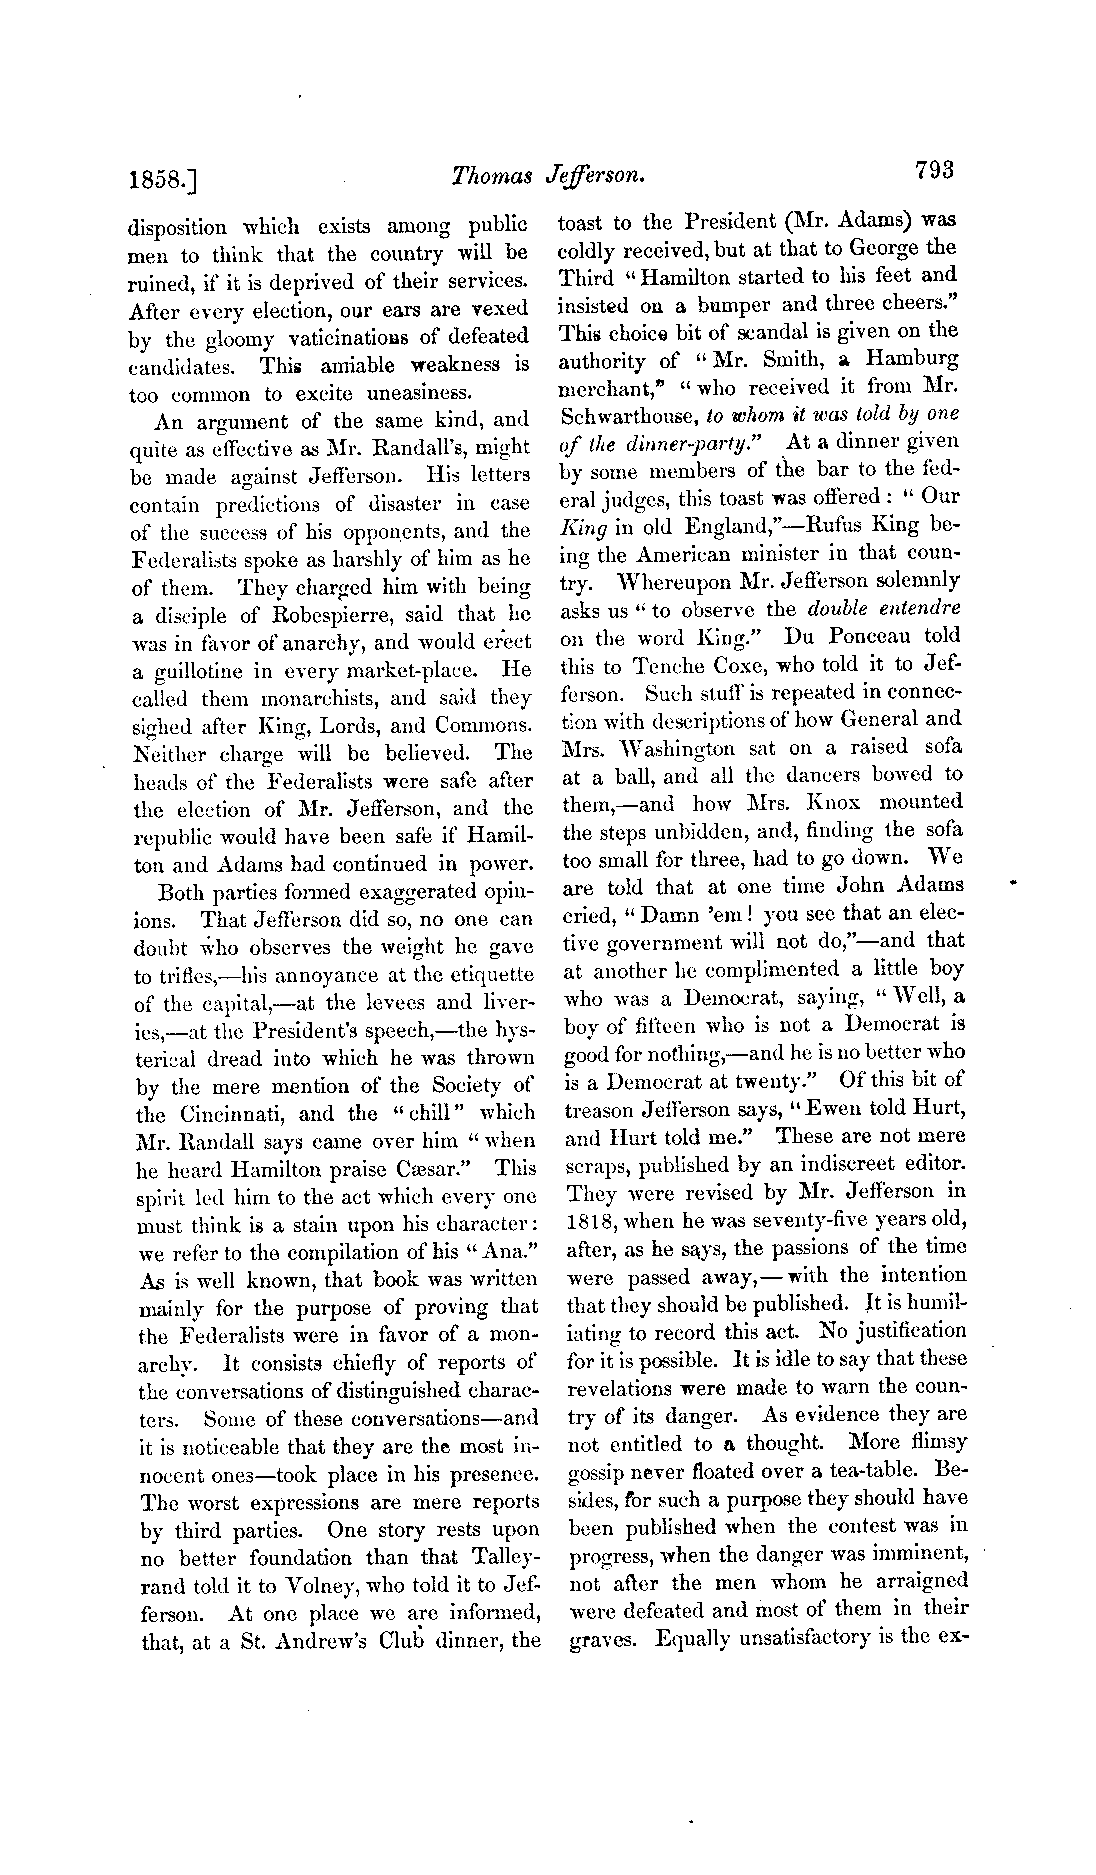 1858.] Thomas Jefferson. 793
disposition which exists among public
men to think that the country will be
ruined, if it is deprived of their services.
After every election, our ears are vexed
by the gloomy vaticinations of defeated
candidates. This amiable weakness is
too common to excite uneasiness.
An argument of the same kind, and
quite as effective as Mr. Randall's, might
be made against Jefferson. His letters
contain predictions of disaster in case
of the success of his opponents, and the
Federalists spoke as harshly of him as he
of them. They charged him with being
a disciple of Robespierre, said that he
was in favor of anarchy, and would erect
a guillotine in every market-place. He
called them monarchists, and said they
sighed after King, Lords, and Commons.
Neither charge will be believed. The
heads of the Federalists were safe after
the election of Mr. Jefferson, and the
republic would have been safe if Hamil-
ton and Adams had continued in power.
Both parties formed exaggerated opin-
ions. That Jefferson did so, no one can
doubt who observes the weight he gave
to trifles,—his annoyance at the etiquette
of the capital,—at the levees and liver-
ies,—at the President's speech,—the hys-
terical dread into which he was thrown
by the mere mention of the Society of
the Cincinnati, and the “chill” which
Mr. Randall says came over him “when
he heard Hamilton praise Cæsar.” This
spirit led him to the act which every one
must think is a stain upon his character:
we refer to the compilation of his “Ana.”
As is well known, that book was written
mainly for the purpose of proving that
the Federalists were in favor of a mon-
archy. It consists chiefly of reports of
the conversations of distinguished charac-
ters. Some of these conversations—and
it is noticeable that they are the most in-
nocent ones—took place in his presence.
The worst expressions are mere reports
by third parties. One story rests upon
no better foundation than that Talley-
rand told it to Volney, who told it to Jef-
ferson. At one place we are informed,
that, at a St. Andrew's Club dinner, the
toast to the President (Mr. Adams) was
coldly received, but at that to George the
Third “Hamilton started to his feet and
insisted on a bumper and three cheers.”
This choice bit of scandal is given on the
authority of “Mr. Smith, a Hamburg
merchant,” “who received it from Mr.
Schwarthouse, to whom it was told by one
of the dinner-party.” At a dinner given
by some members of the bar to the fed-
eral judges, this toast was offered: “Our
King in old England,”—Rufus King be-
ing the American minister in that coun-
try. Whereupon Mr. Jefferson solemnly
asks us “to observe the double entendre
on the word King.” Du Ponceau told
this to Tenche Coxe, who told it to Jef-
ferson. Such stuff is repeated in connec-
tion with descriptions of how General and
Mrs. Washington sat on a raised sofa
at a ball, and all the dancers bowed to
them,—and how Mrs. Knox mounted
the steps unbidden, and, finding the sofa
too small for three, had to go down. We
are told that at one time John Adams
cried, “Damn 'em! you see that an elec-
tive government will not do,”—and that
at another he complimented a little boy
who was a Democrat, saying, “Well, a
boy of fifteen who is not a Democrat is
good for nothing,—and he is no better who
is a Democrat at twenty.” Of this bit of
treason Jefferson says, “Ewen told Hurt,
and Hurt told me.” These are not mere
scraps, published by an indiscreet editor.
They were revised by Mr. Jefferson in
1818, when he was seventy-five years old,
after, as he says, the passions of the time
were passed away,—with the intention
that they should be published. It is humil-
iating to record this act. No justification
for it is possible. It is idle to say that these
revelations were made to warn the coun-
try of its danger. As evidence they are
not entitled to a thought. More flimsy
gossip never floated over a tea-table. Be-
sides, for such a purpose they should have
been published when the contest was in
progress, when the danger was imminent,
not after the men whom he arraigned
were defeated and most of them in their
graves. Equally unsatisfactory is the ex-